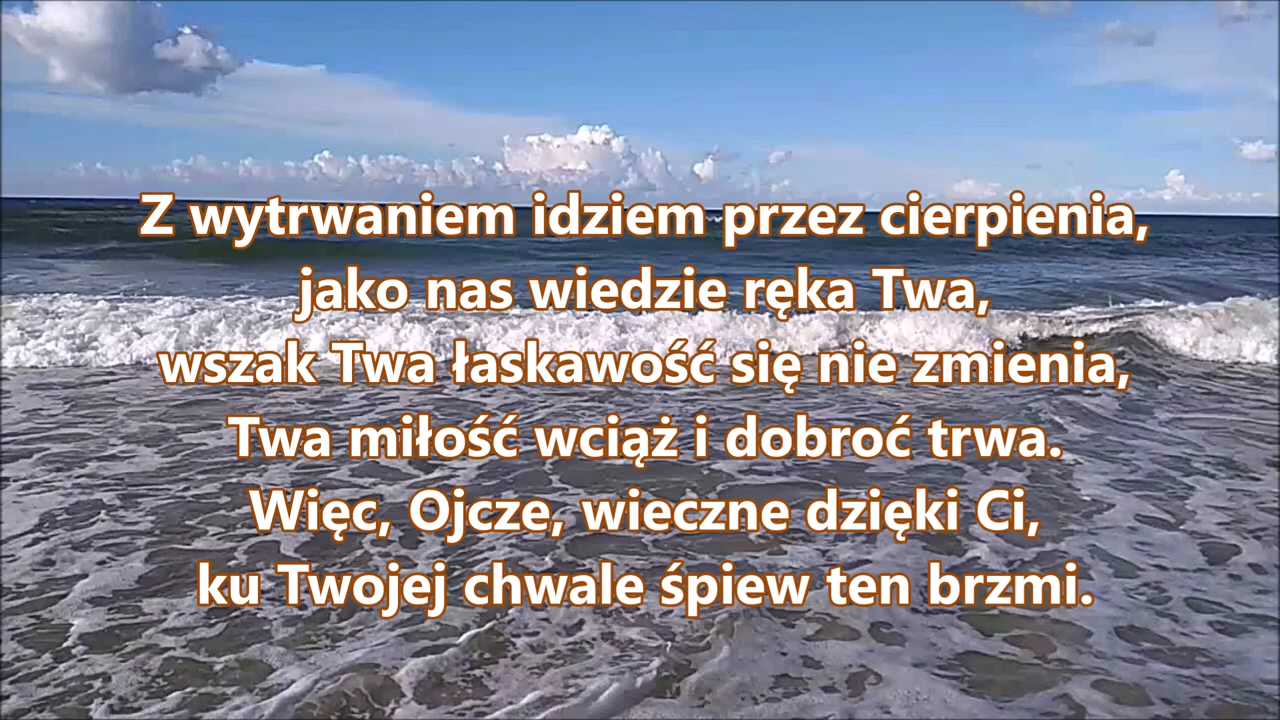 Z wytrwaniem idziem przez cierpienia,
jako nas wiedzie ręka Twa,
wszak Twa łaskawość się nie zmienia,
Twa miłość wciąż i dobroć trwa.
Więc, Ojcze, wieczne dzięki Ci,
ku Twojej chwale śpiew ten brzmi.